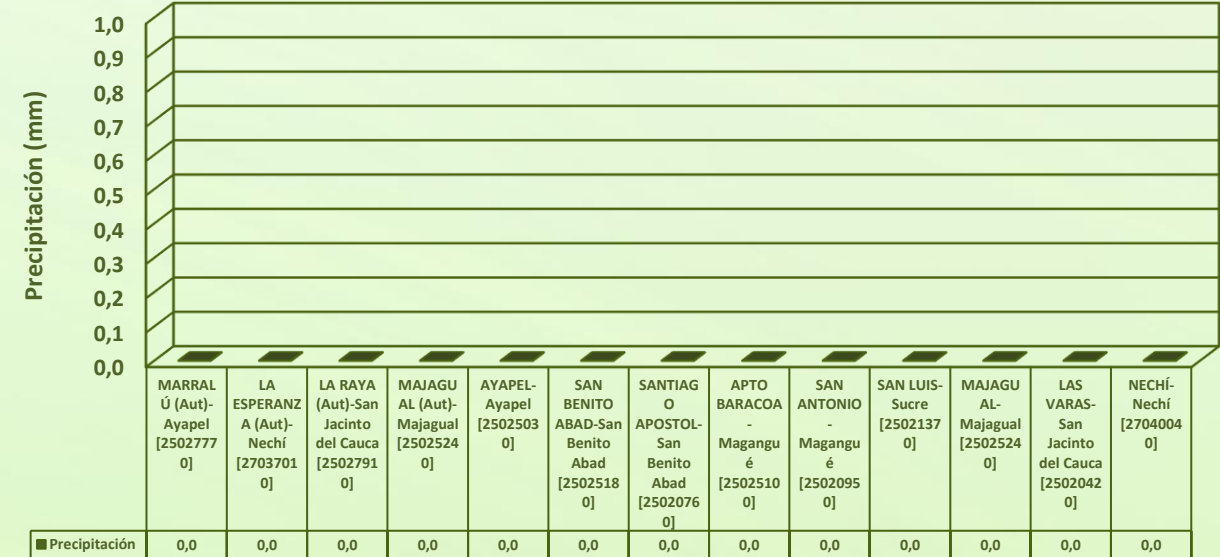 Precipitación (mm)
1,0
0,9
0,8
0,7
0,6
0,5
0,4
0,3
0,2
0,1
0,0
MARRAL
Ú (Aut)-
Ayapel
[2502777
0]
LA
ESPERANZ
A (Aut)-
Nechí
[2703701
0]
LA RAYA
(Aut)-San
Jacinto
del Cauca
[2502791
0]
MAJAGU
AL (Aut)-
Majagual
[2502524
0]
AYAPEL-
Ayapel
[2502503
0]
SAN
BENITO
ABAD-San
Benito
Abad
[2502518
0]
SANTIAG
O
APOSTOL-
San
Benito
Abad
[2502076
0]
APTO
BARACOA
-
Magangu
é
[2502510
0]
SAN
ANTONIO
-
Magangu
é
[2502095
0]
SAN LUIS-
Sucre
[2502137
0]
MAJAGU
AL-
Majagual
[2502524
0]
LAS
VARAS-
San
Jacinto
del Cauca
[2502042
0]
NECHÍ-
Nechí
[2704004
0]
Precipitación 0,0 0,0 0,0 0,0 0,0 0,0 0,0 0,0 0,0 0,0 0,0 0,0 0,0